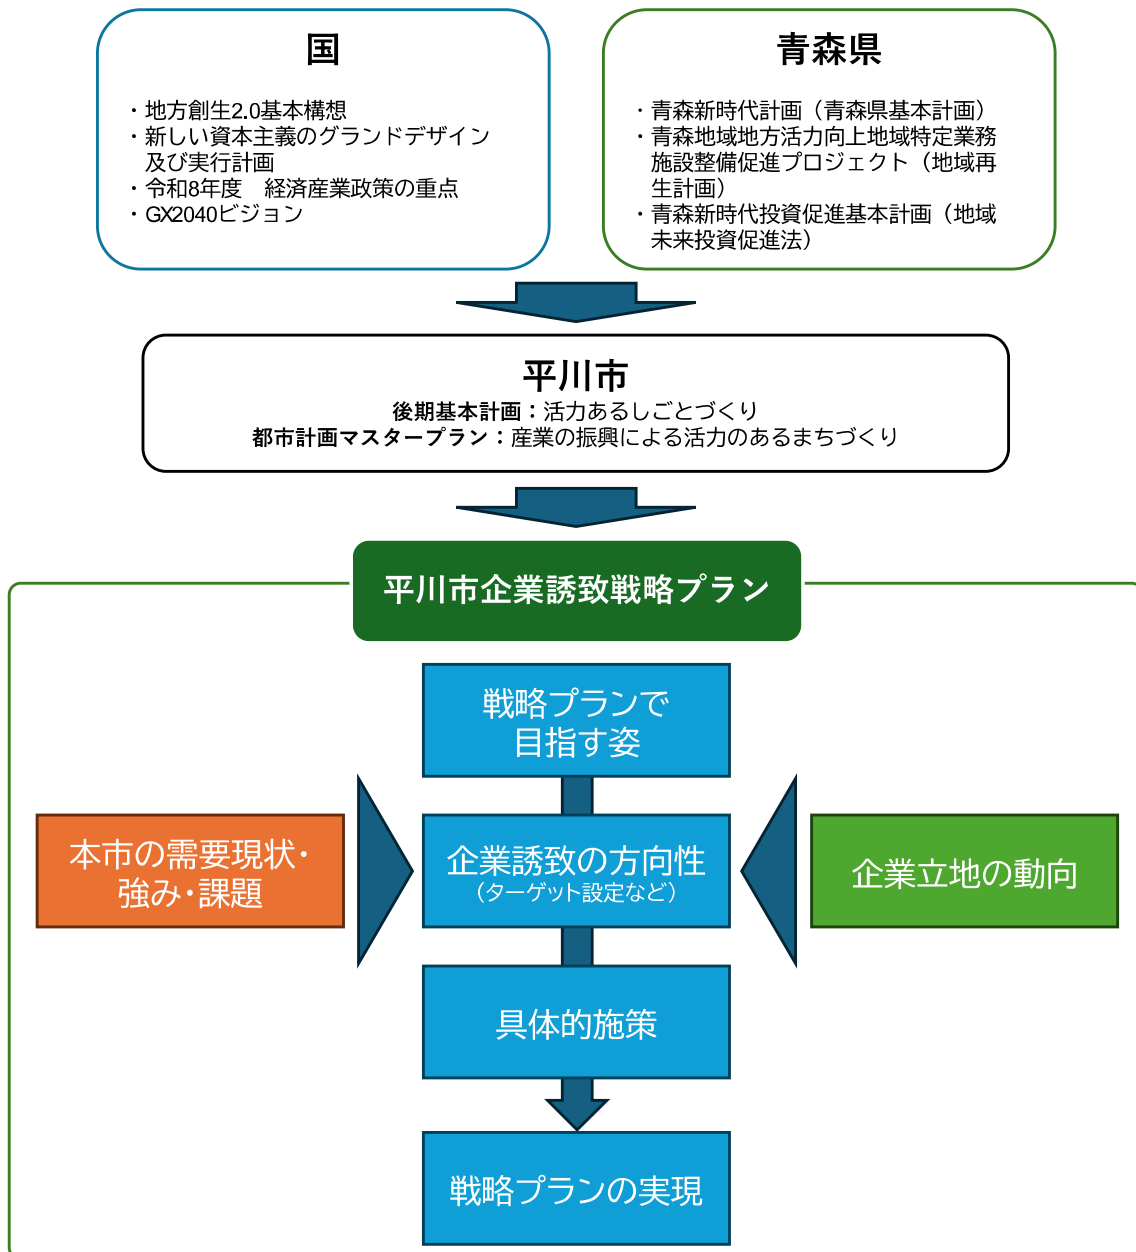 国
・地方創生2.0基本構想
・新しい資本主義のグランドデザイン
及び実行計画
・令和8年度　経済産業政策の重点
・GX2040ビジョン
青森県
・青森新時代計画（青森県基本計画）
・青森地域地方活力向上地域特定業務
施設整備促進プロジェクト（地域再
生計画）
・青森新時代投資促進基本計画（地域
未来投資促進法）
平川市
後期基本計画：活力あるしごとづくり
都市計画マスタープラン：産業の振興による活力のあるまちづくり
平川市企業誘致戦略プラン
戦略プランで
目指す姿
本市の需要現状・
強み・課題
企業誘致の方向性
（ターゲット設定など）
企業立地の動向
具体的施策
戦略プランの実現